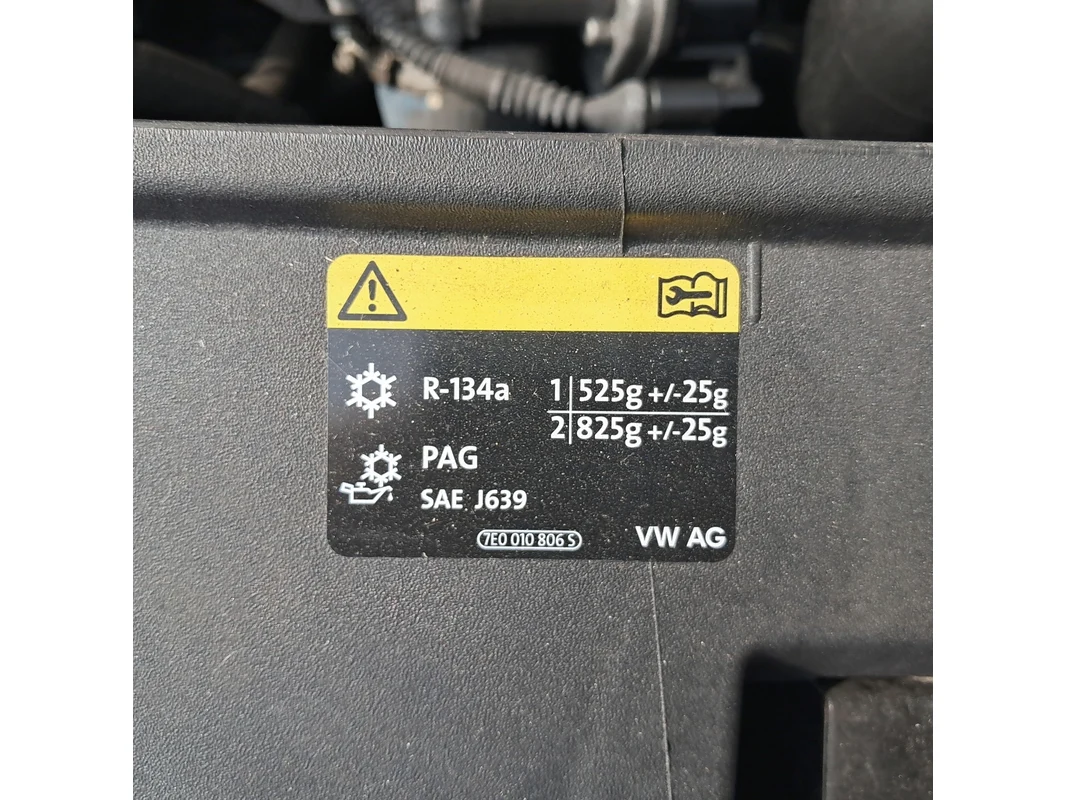 R-134a 1 525g +/-25g
2 825g +/-25g
PAG
SAE J639
7E0 010 806 S VW AG